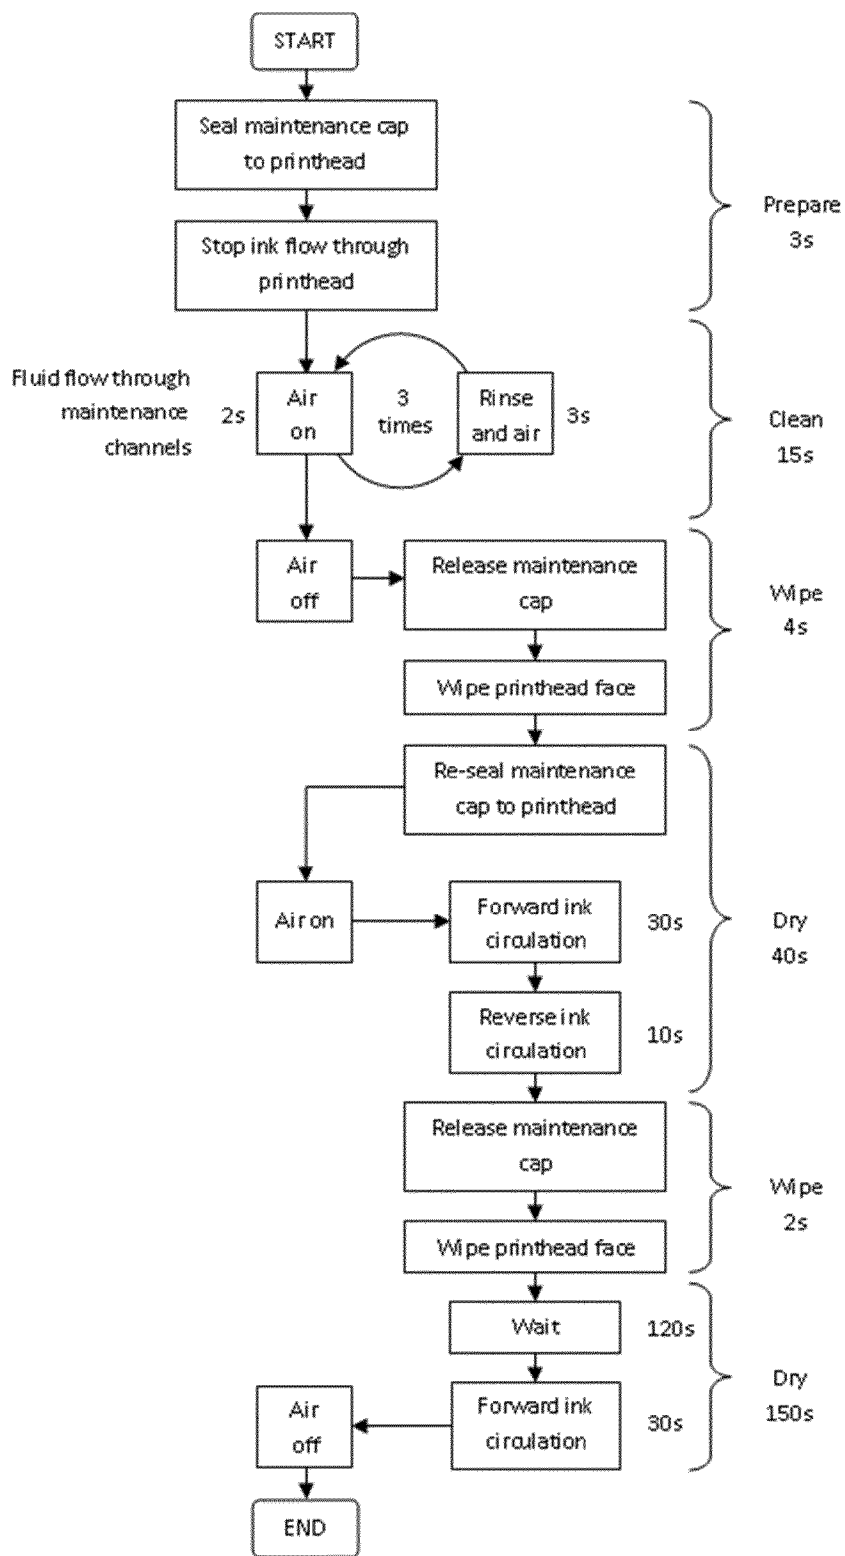 START
Seal maintenance cap
to printhead
Stop ink flow through
printhead
Prepare
3s
Fluid flow through
maintenance
channels
2s
Air
on
3
times
Rinse
and air
3s
Clean
15s
Air
off
Release maintenance
cap
Wipe printhead face
Wipe
4s
Re-seal maintenance
cap to printhead
Air on
Forward ink
circulation
30s
Reverse ink
circulation
10s
Dry
40s
Release maintenance
cap
Wipe printhead face
Wipe
2s
Wait
120s
Forward ink
circulation
30s
Dry
150s
Air
off
END